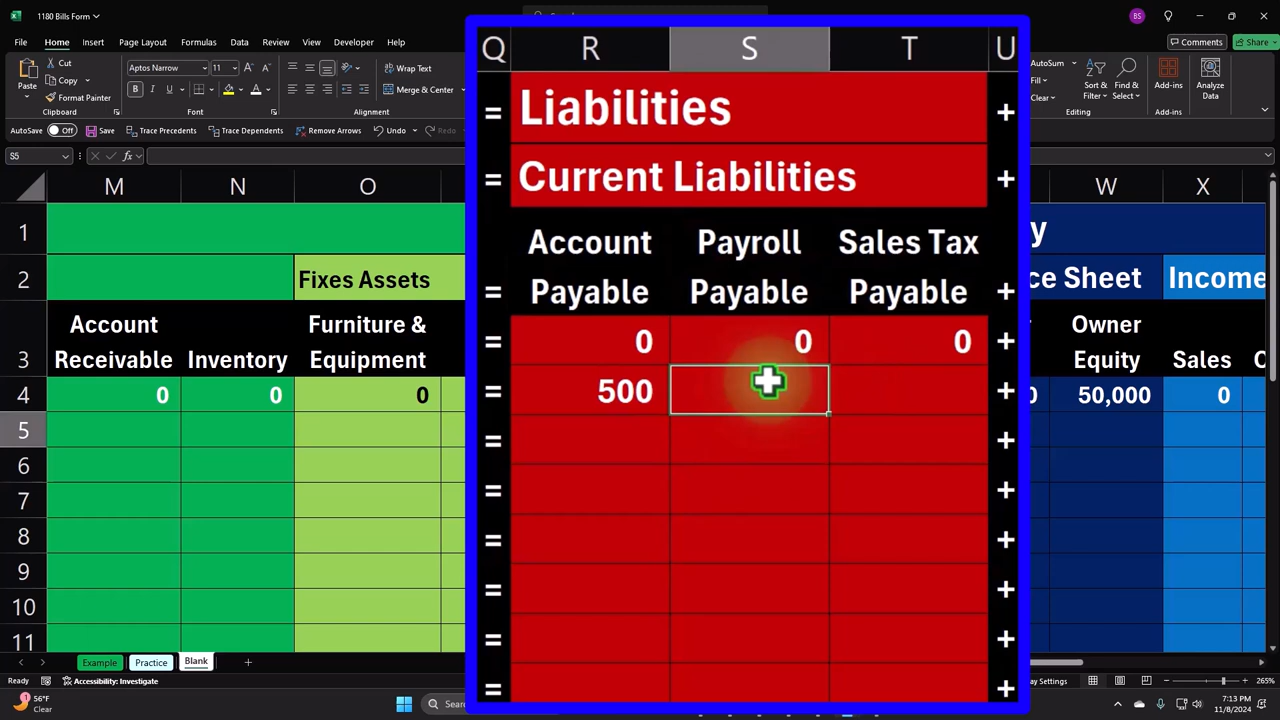 1180 Bills Form
BS
File Home Insert Page Layout Formulas Data Review View Developer Help
Comments Share
Paste Cut Copy Format Painter
Aptos Narrow 11
Wrap Text
Merge & Center
AutoSum
Fill
Clear
Sort & Filter
Find & Select
Add-ins
Analyze Data
Clipboard Font Alignment Editing Add-ins
Save Off Trace Precedents Trace Dependents Remove Arrows Undo Redo
S5 fx
Q R S T U
M N O W X
1 2 3 4 5 6 7 8 9 10 11
= Liabilities +
= Current Liabilities +
Account Payroll Sales Tax
= Payable Payable Payable +
= 0 0 0 +
= 500 +
= +
= +
= +
= +
= +
= +
Fixes Assets
Account Receivable
Inventory
Furniture & Equipment
0 0 0
y
ce Sheet Income
Owner Equity
Sales
50,000 0
Example Practice Blank +
Ready Accessibility: Investigate
Display Settings 265%
56°F
Clear
Search
7:13 PM
11/8/2024